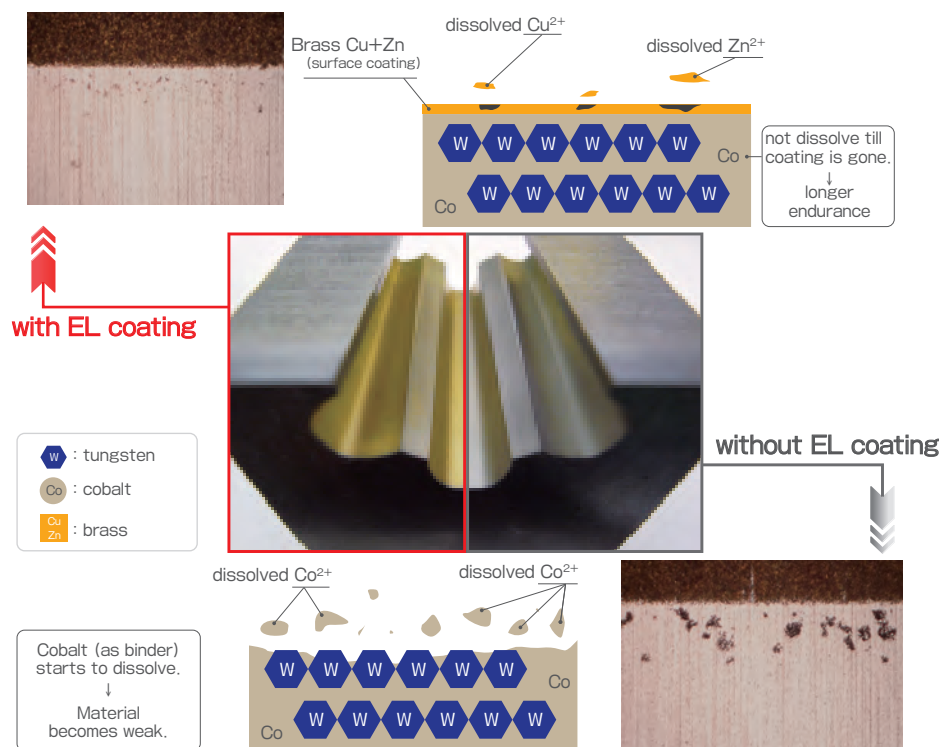 dissolved Cu²⁺
Brass Cu+Zn
(surface coating)
dissolved Zn²⁺
W W W W W W
Co
W W W W W W
Co
not dissolve till
coating is gone.
↓
longer
endurance
with EL coating
without EL coating
W : tungsten
Co : cobalt
Cu
Zn : brass
dissolved Co²⁺
dissolved Co²⁺
Cobalt (as binder)
starts to dissolve.
↓
Material
becomes weak.
W W W W W W
Co
W W W W W W
Co